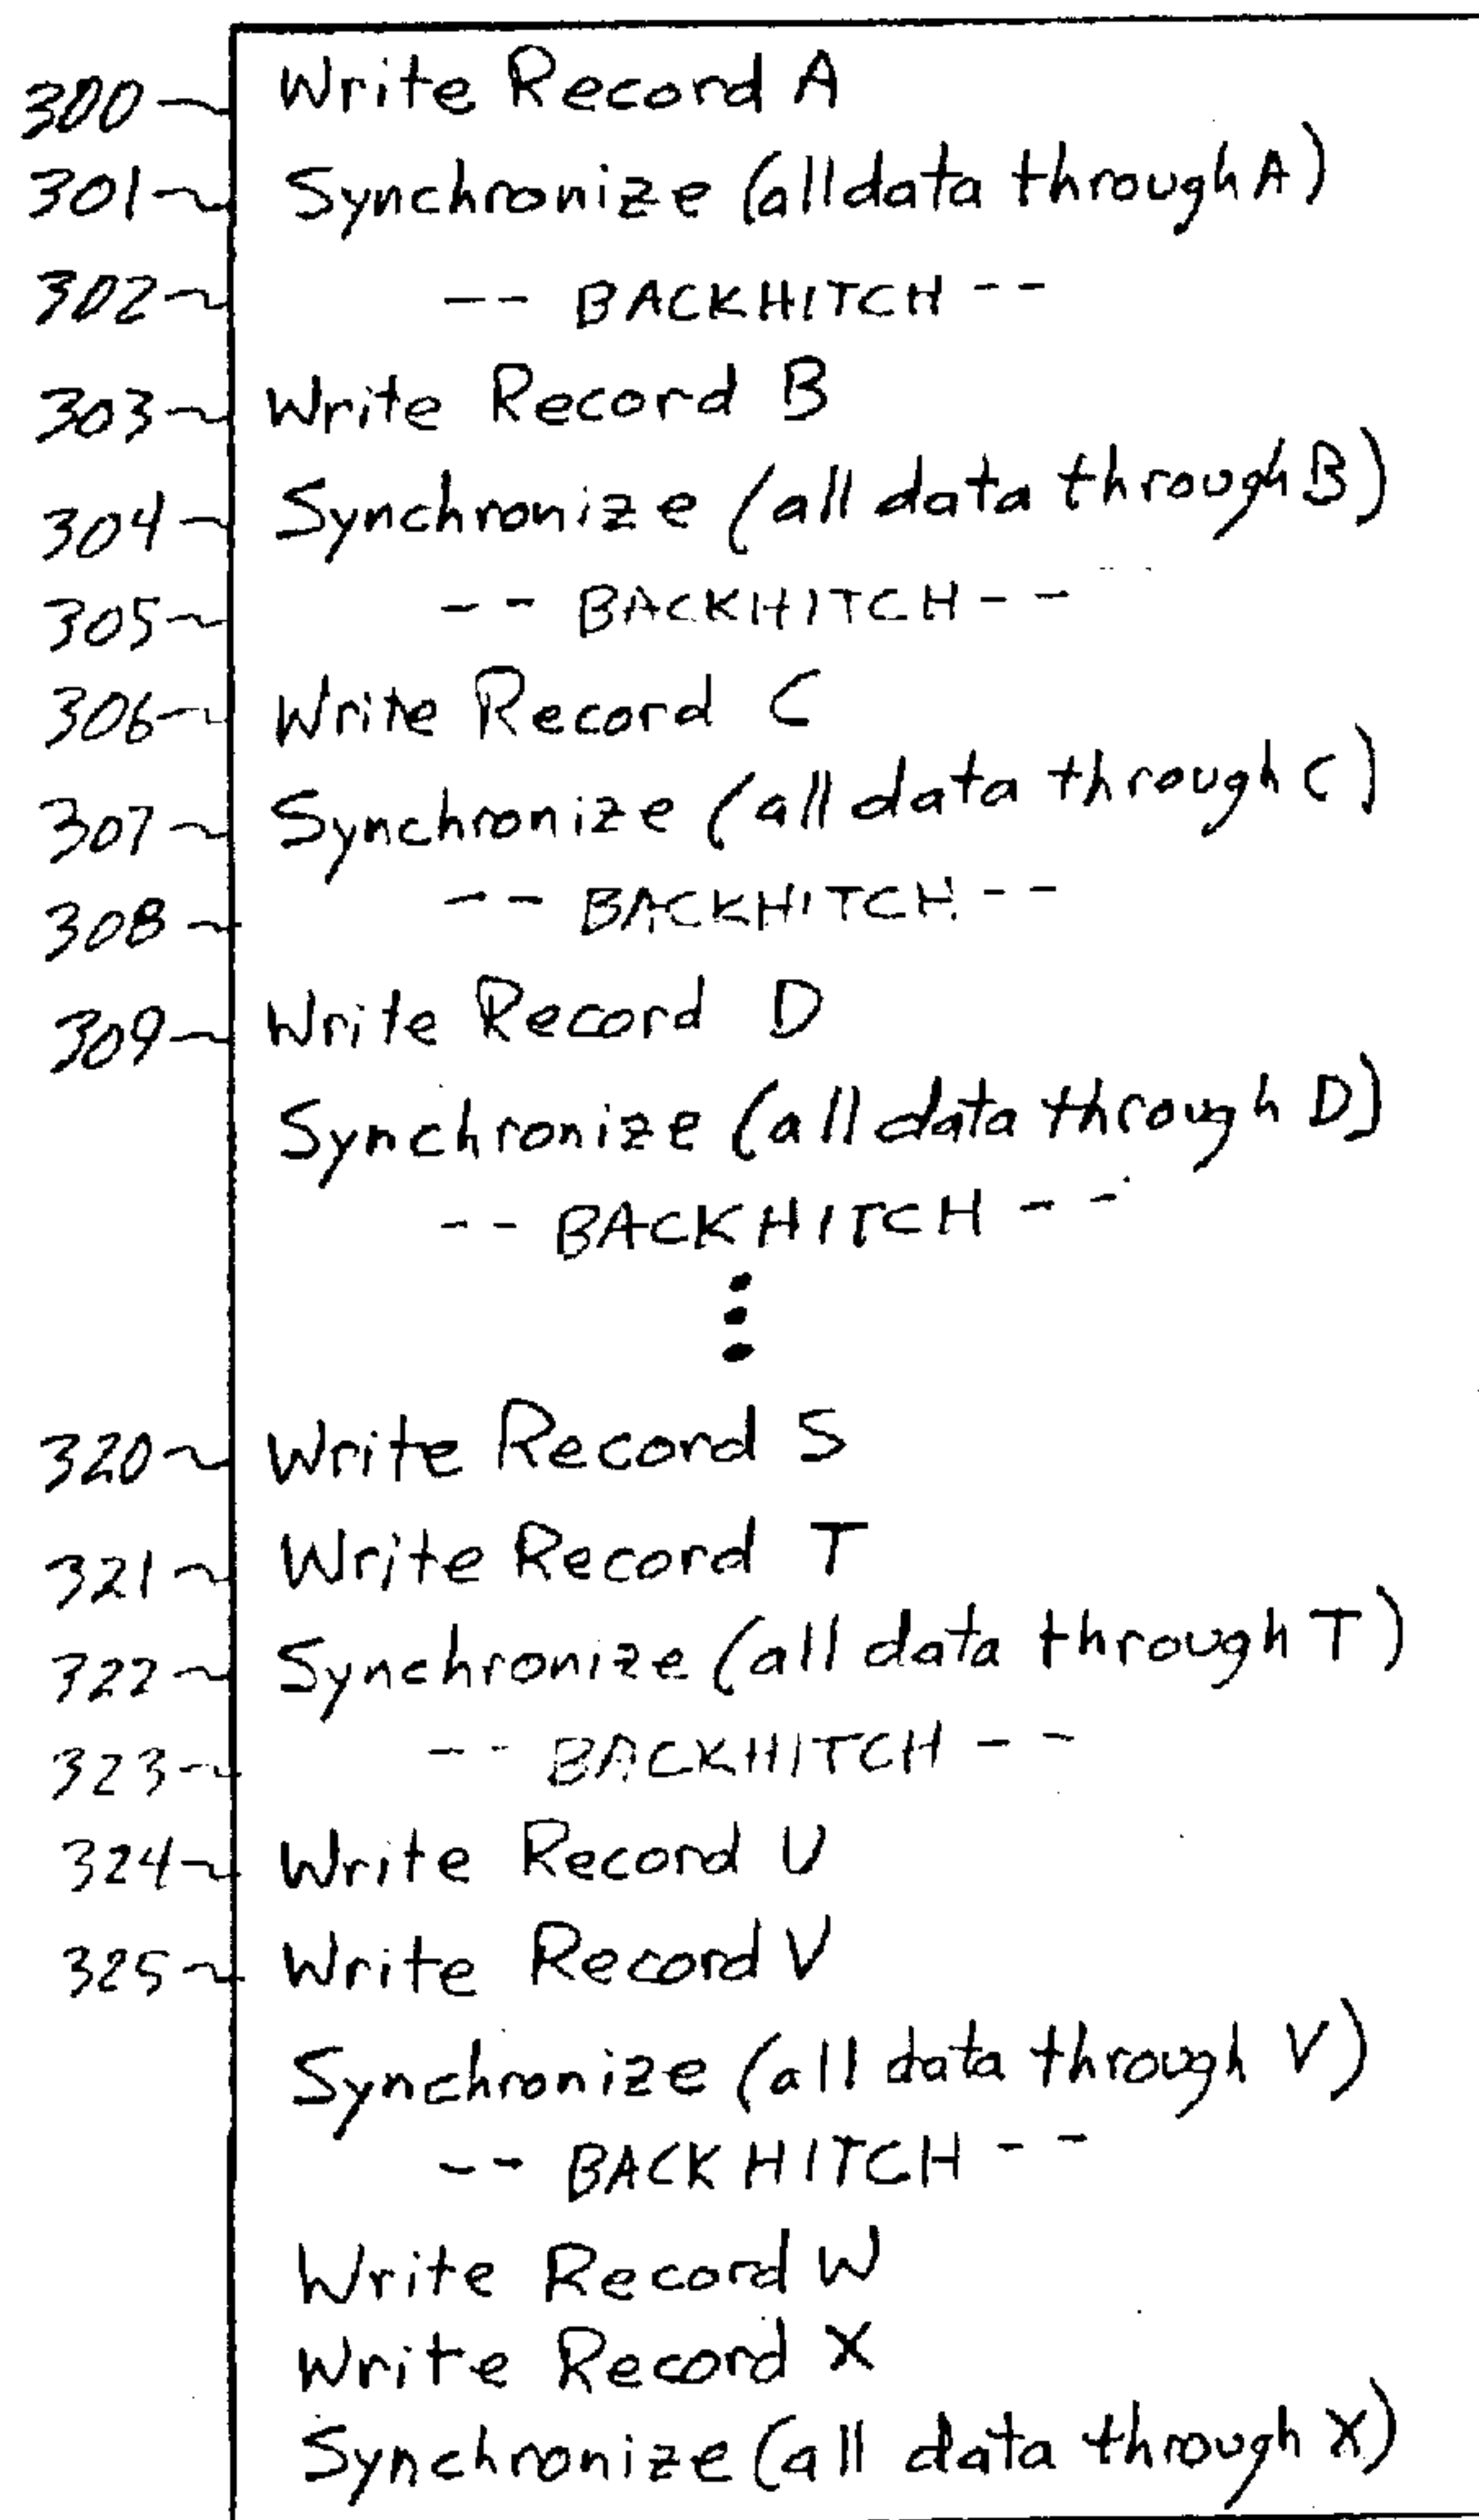 300 Write Record A
301 Synchronize (all data through A)
302 -- BACKHITCH --
303 Write Record B
304 Synchronize (all data through B)
305 -- BACKHITCH --
306 Write Record C
307 Synchronize (all data through C)
308 -- BACKHITCH --
309 Write Record D
Synchronize (all data through D)
-- BACKHITCH --
⋮
320 Write Record S
321 Write Record T
322 Synchronize (all data through T)
323 -- BACKHITCH --
324 Write Record U
325 Write Record V
Synchronize (all data through V)
-- BACKHITCH --
Write Record W
Write Record X
Synchronize (all data through X)